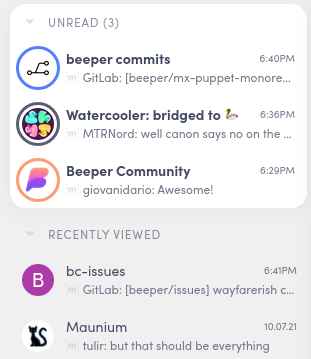 UNREAD (3)
beeper commits 6:40PM
m GitLab: [beeper/mx-puppet-monore...
Watercooler: bridged to 🦆 6:36PM
m MTRNord: well canon says no on the ...
Beeper Community 6:29PM
m giovanidario: Awesome!
RECENTLY VIEWED
B bc-issues 6:41PM
m GitLab: [beeper/issues] wayfarerish c...
Maunium 10.07.21
m tulir: but that should be everything